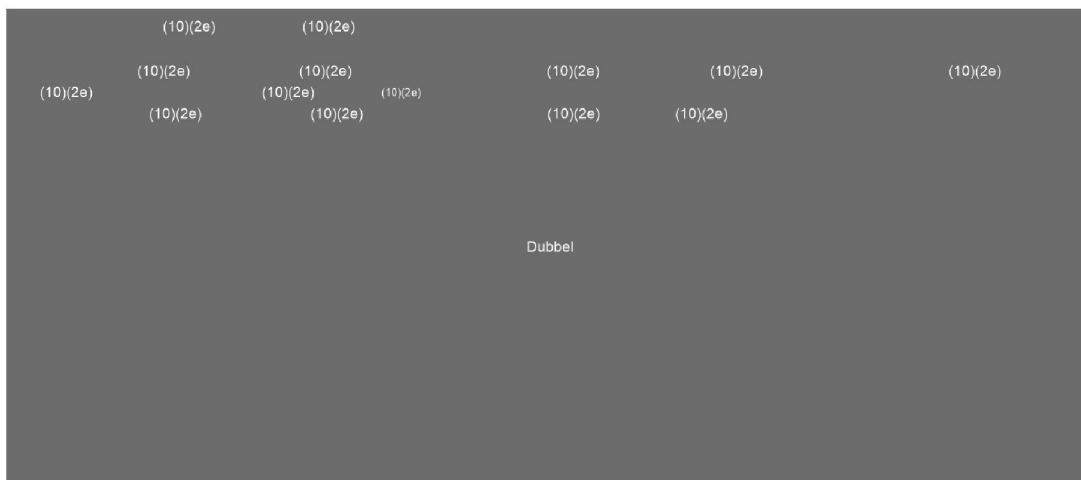 (10)(2e) (10)(2e)
(10)(2e) (10)(2e) (10)(2e) (10)(2e) (10)(2e)
(10)(2e) (10)(2e) (10)(2e)
(10)(2e) (10)(2e) (10)(2e) (10)(2e)
Dubbel